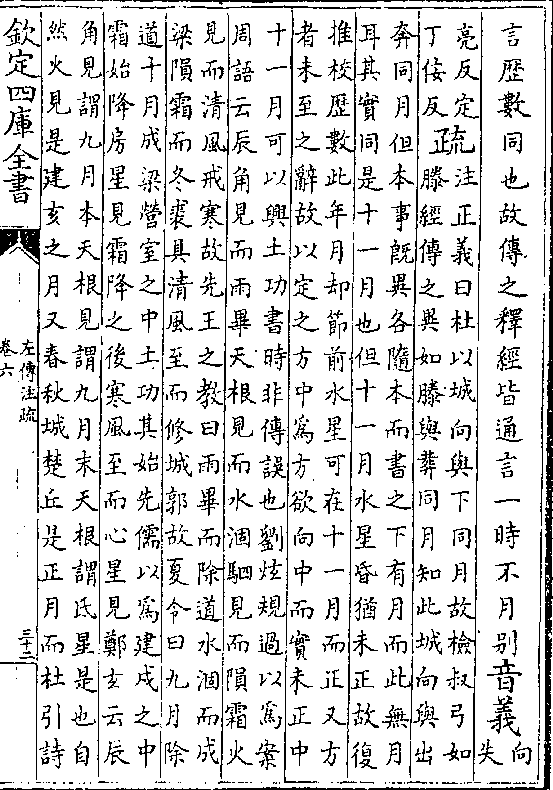 言歴數同也故傳之釋經皆通言一時不月別音義向
失
亮反定疏注正義曰杜以城向與下同月故檢叔弓如
丁佞反滕經傳之異如滕與葬同月知此城向與出
奔同月但本事既異各隨本而書之下有月而此無月
耳其實同是十一月也但十一月水星昏猶未正故復
推校歴數此年月却節前水星可在十一月而正又方
者未至之辭故以定之方中為方欲向中而實未正中
十一月可以興土功書時非傳誤也劉炫規過以為案
周語云辰角見而雨畢天根見而水涸駟見而隕霜火
見而清風戒寒故先王之教曰雨畢而除道水涸而成
梁隕霜而冬裘具清風至而修城郭故夏令曰九月除
道十月成梁營室之中土功其始先儒以為建戌之中
霜始降房星見霜降之後寒風至而心星見鄭玄云辰
角見謂九月本天根見謂九月末天根謂氐星是也自
然火見是建亥之月又春秋城楚丘是正月而杜引詩
欽定四庫全書
左傳注疏
卷六
三十二